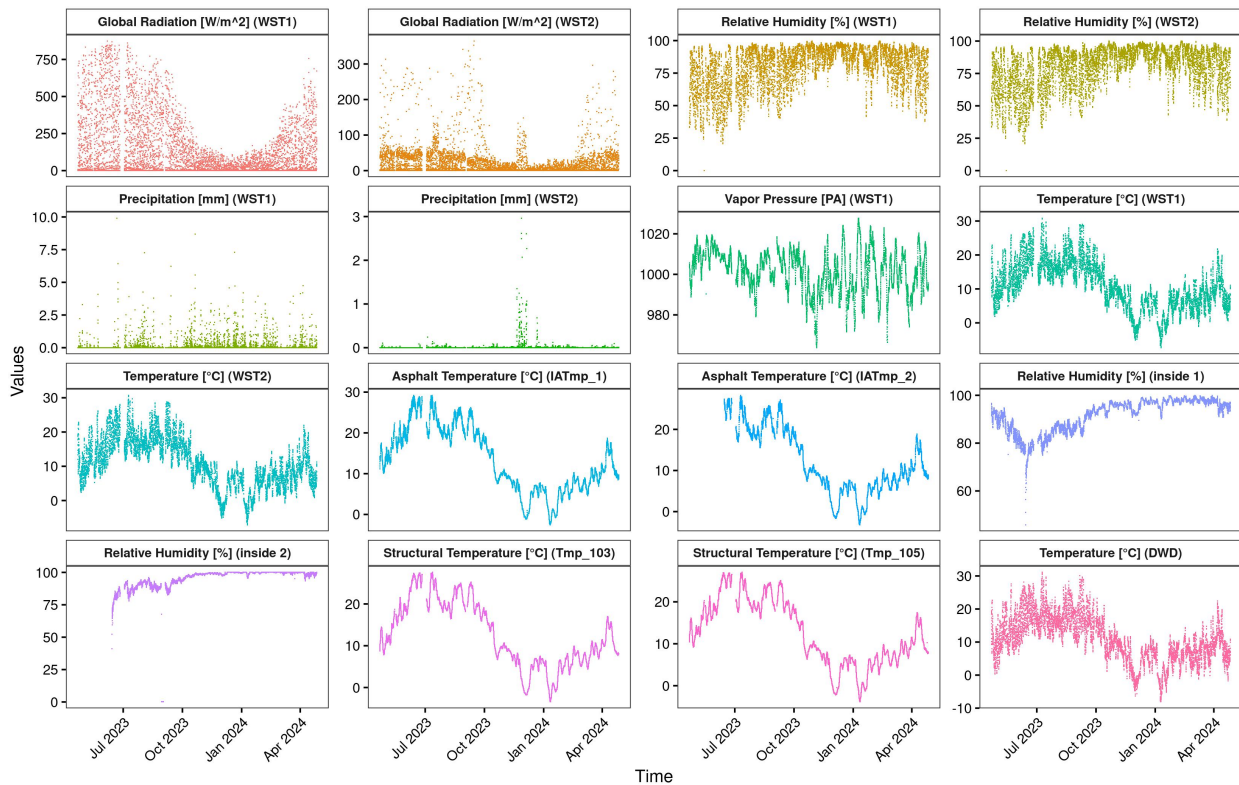 Global Radiation [W/m^2] (WST1)
Global Radiation [W/m^2] (WST2)
Relative Humidity [%] (WST1)
Relative Humidity [%] (WST2)
750
500
250
0
300
200
100
0
100
75
50
25
0
100
75
50
25
0
Precipitation [mm] (WST1)
Precipitation [mm] (WST2)
Vapor Pressure [PA] (WST1)
Temperature [°C] (WST1)
10.0
7.5
5.0
2.5
0.0
3
2
1
0
1020
1000
980
30
20
10
0
Values
Temperature [°C] (WST2)
Asphalt Temperature [°C] (IATmp_1)
Asphalt Temperature [°C] (IATmp_2)
Relative Humidity [%] (inside 1)
30
20
10
0
30
20
10
0
20
10
0
100
80
60
Relative Humidity [%] (inside 2)
Structural Temperature [°C] (Tmp_103)
Structural Temperature [°C] (Tmp_105)
Temperature [°C] (DWD)
100
75
50
25
0
20
10
0
20
10
0
30
20
10
0
-10
Jul 2023
Oct 2023
Jan 2024
Apr 2024
Jul 2023
Oct 2023
Jan 2024
Apr 2024
Jul 2023
Oct 2023
Jan 2024
Apr 2024
Jul 2023
Oct 2023
Jan 2024
Apr 2024
Time